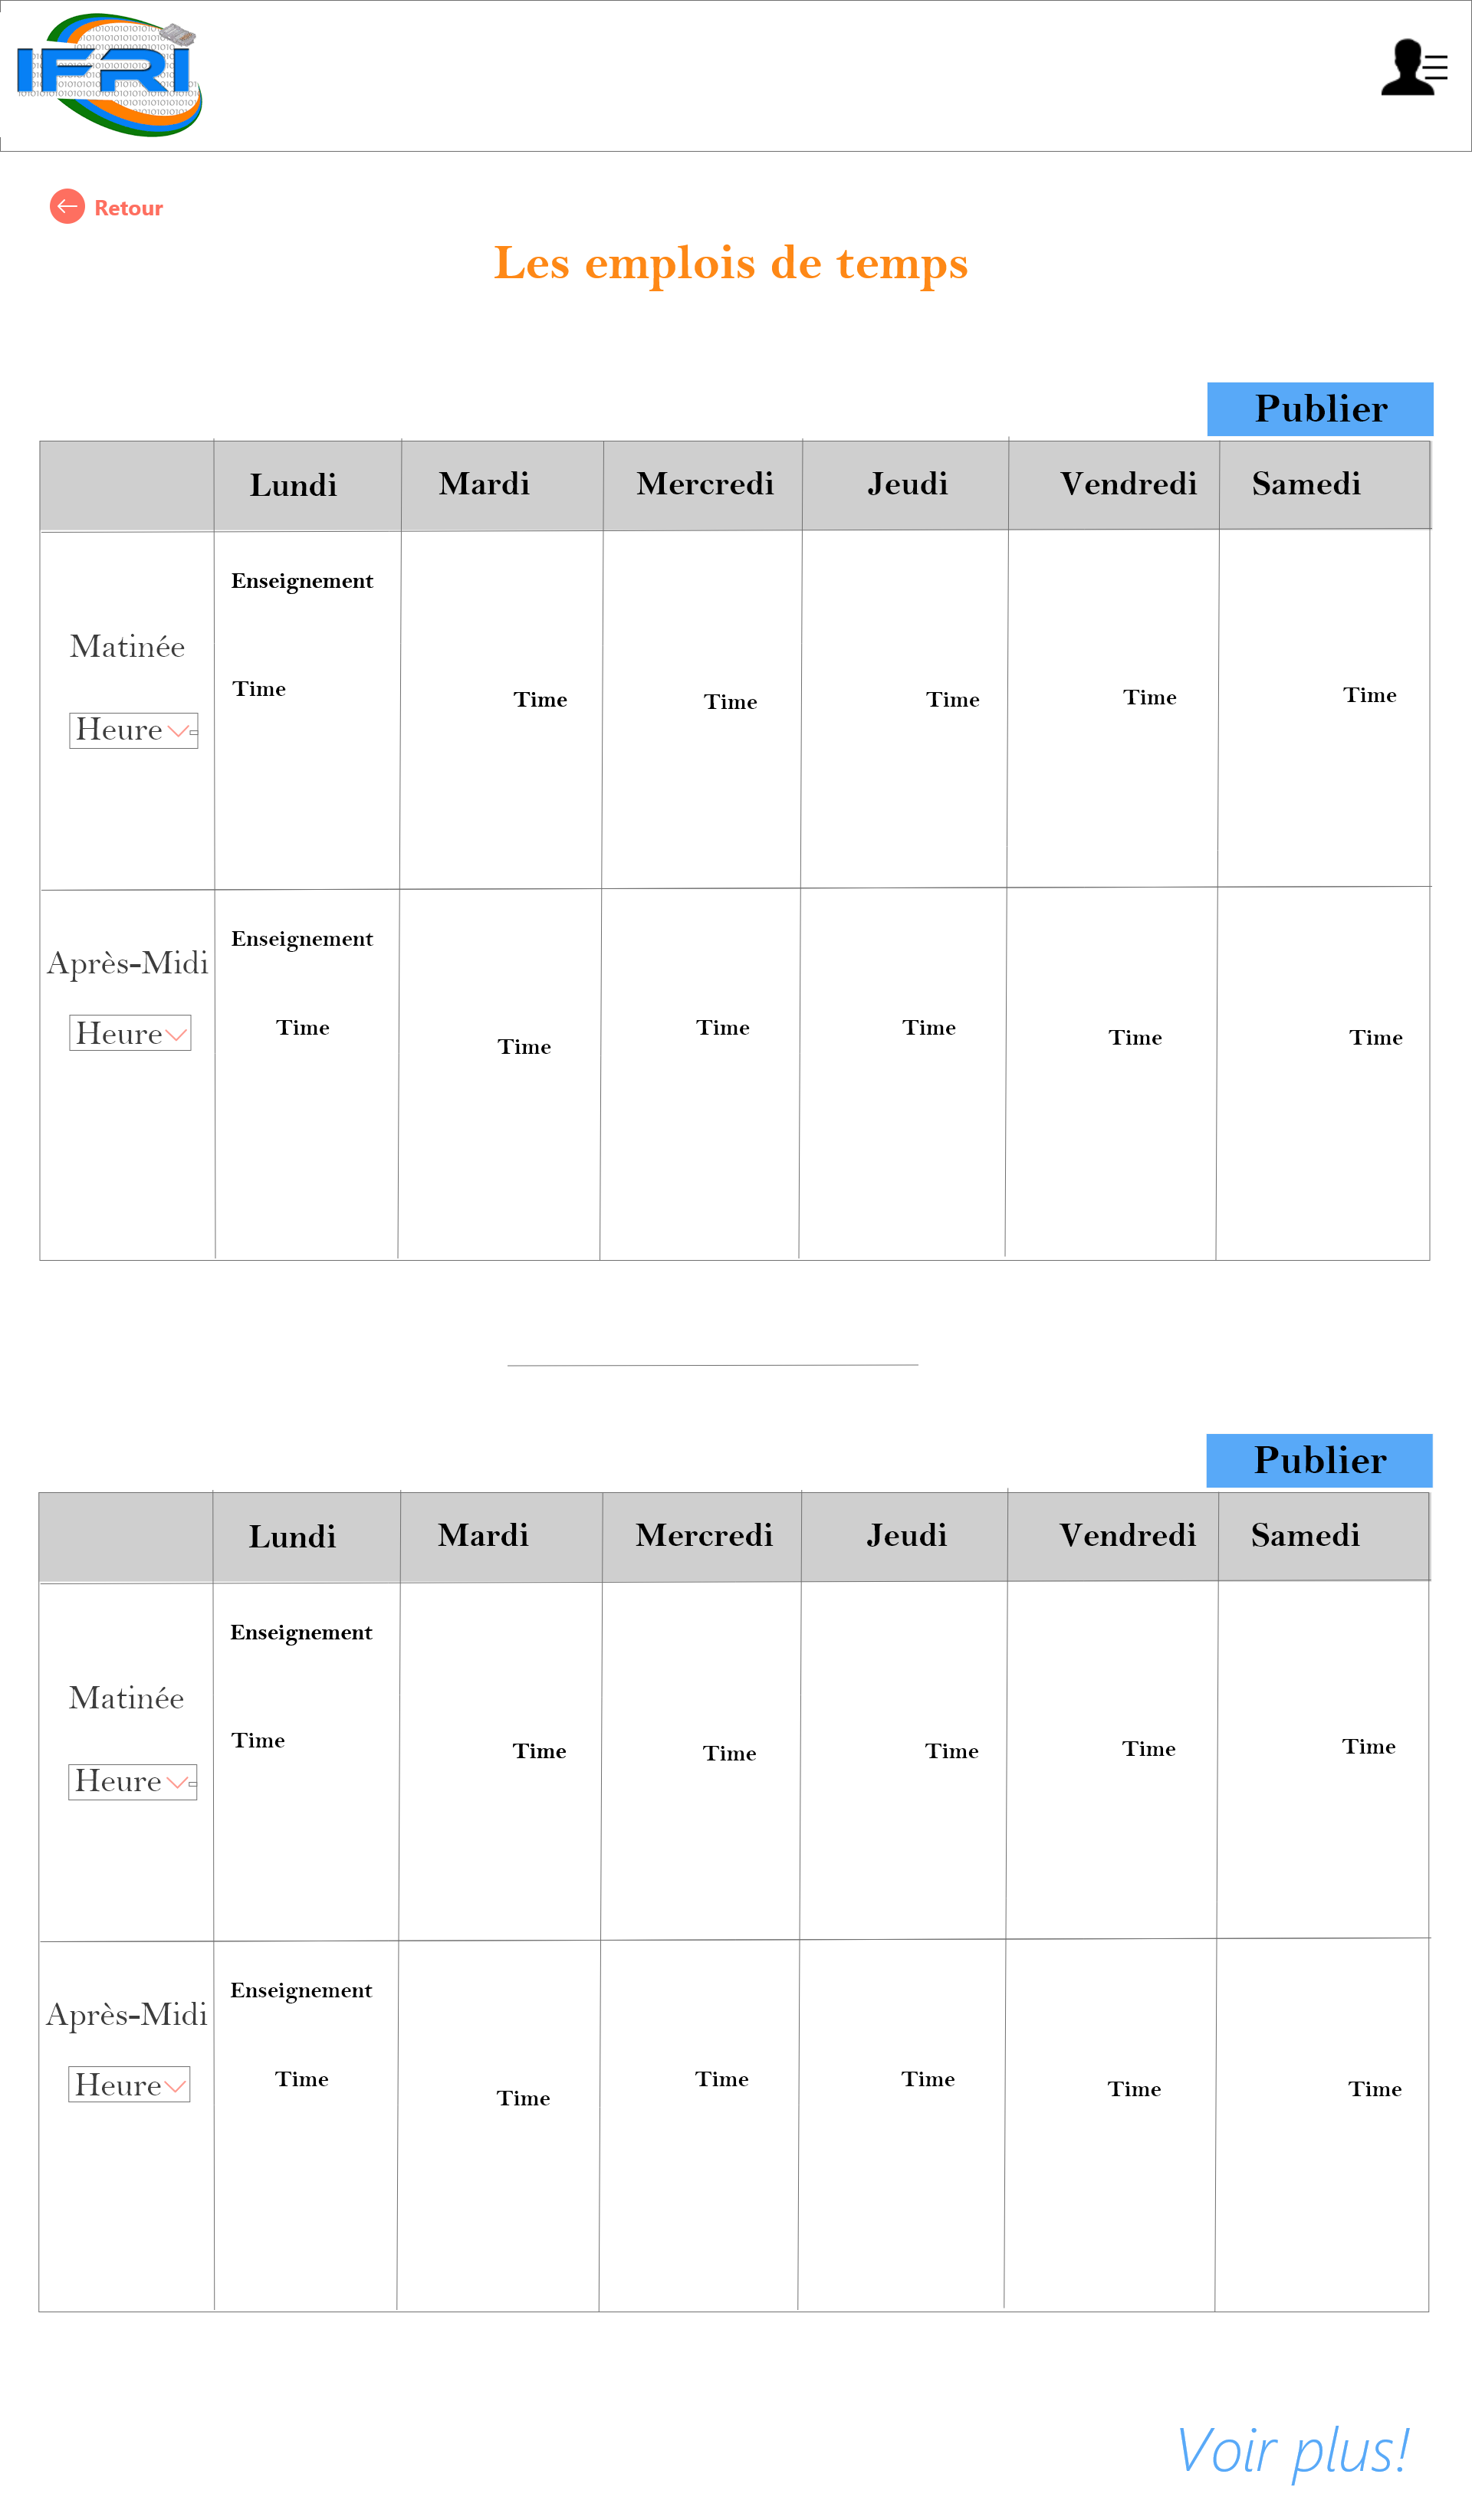 IFRI
Retour
Les emplois de temps
Publier
Lundi Mardi Mercredi Jeudi Vendredi Samedi
Enseignement
Matinée
Time Time Time Time Time Time
Heure
Enseignement
Après-Midi
Heure Time Time Time Time Time Time
Publier
Lundi Mardi Mercredi Jeudi Vendredi Samedi
Enseignement
Matinée
Time Time Time Time Time Time
Heure
Enseignement
Après-Midi
Heure Time Time Time Time Time Time
Voir plus!